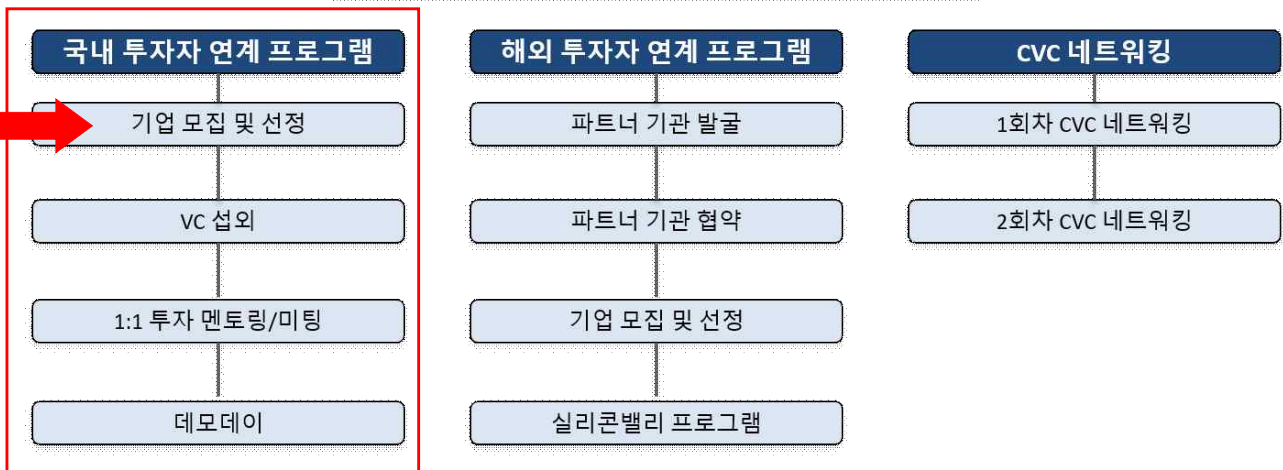 국내 투자자 연계 프로그램
기업 모집 및 선정
VC 섭외
1:1 투자 멘토링/미팅
데모데이
해외 투자자 연계 프로그램
파트너 기관 발굴
파트너 기관 협약
기업 모집 및 선정
실리콘밸리 프로그램
CVC 네트워킹
1회차 CVC 네트워킹
2회차 CVC 네트워킹